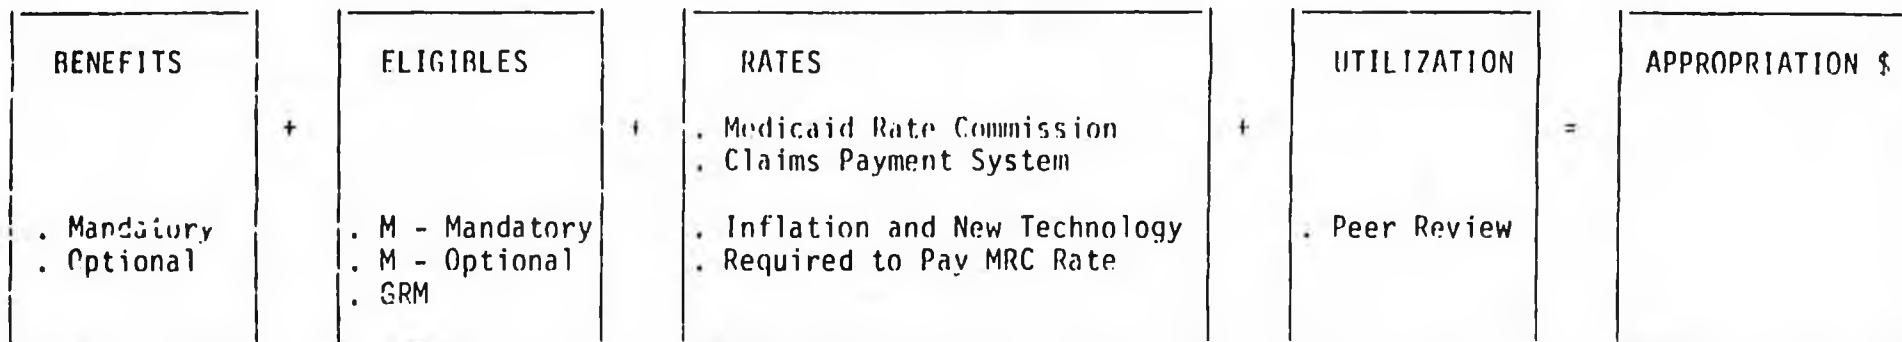 BENEFITS
+
ELIGIBLES
+
RATES
+
UTILIZATION
=
APPROPRIATION $
. Medicaid Rate Commission
. Claims Payment System
. Mandatory
. Optional
. M - Mandatory
. M - Optional
. GRM
. Inflation and New Technology
. Required to Pay MRC Rate
. Peer Review